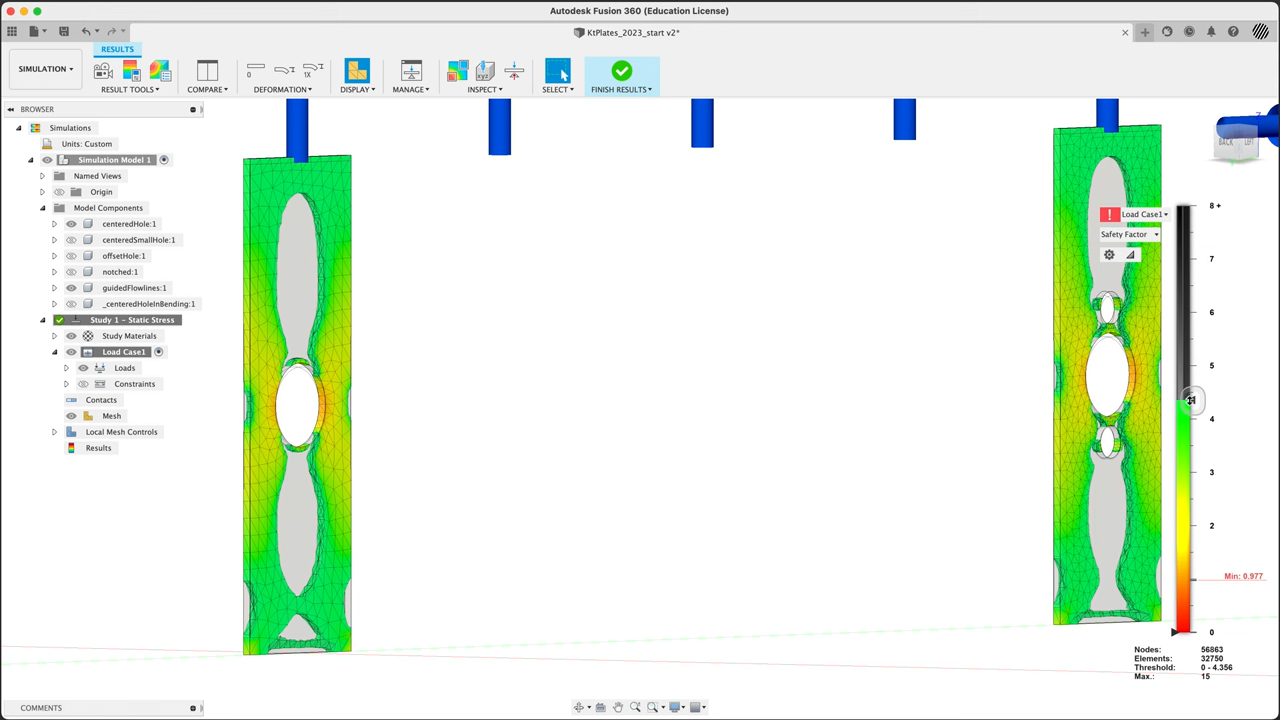 Autodesk Fusion 360 (Education License)
KtPlates_2023_start v2*
SIMULATION
RESULTS
RESULT TOOLS
COMPARE
DEFORMATION
DISPLAY
MANAGE
INSPECT
SELECT
FINISH RESULTS
1X
BROWSER
Simulations
Units: Custom
Simulation Model 1
Named Views
Origin
Model Components
centeredHole:1
centeredSmallHole:1
offsetHole:1
notched:1
guidedFlowlines:1
_centeredHoleInBending:1
Study 1 - Static Stress
Study Materials
Load Case1
Loads
Constraints
Contacts
Mesh
Local Mesh Controls
Results
BACK
LEFT
Z
Load Case1
Safety Factor
8 +
7
6
5
4
3
2
Min: 0.977
0
Nodes: 56863
Elements: 32750
Threshold: 0 - 4.356
Max.: 15
COMMENTS